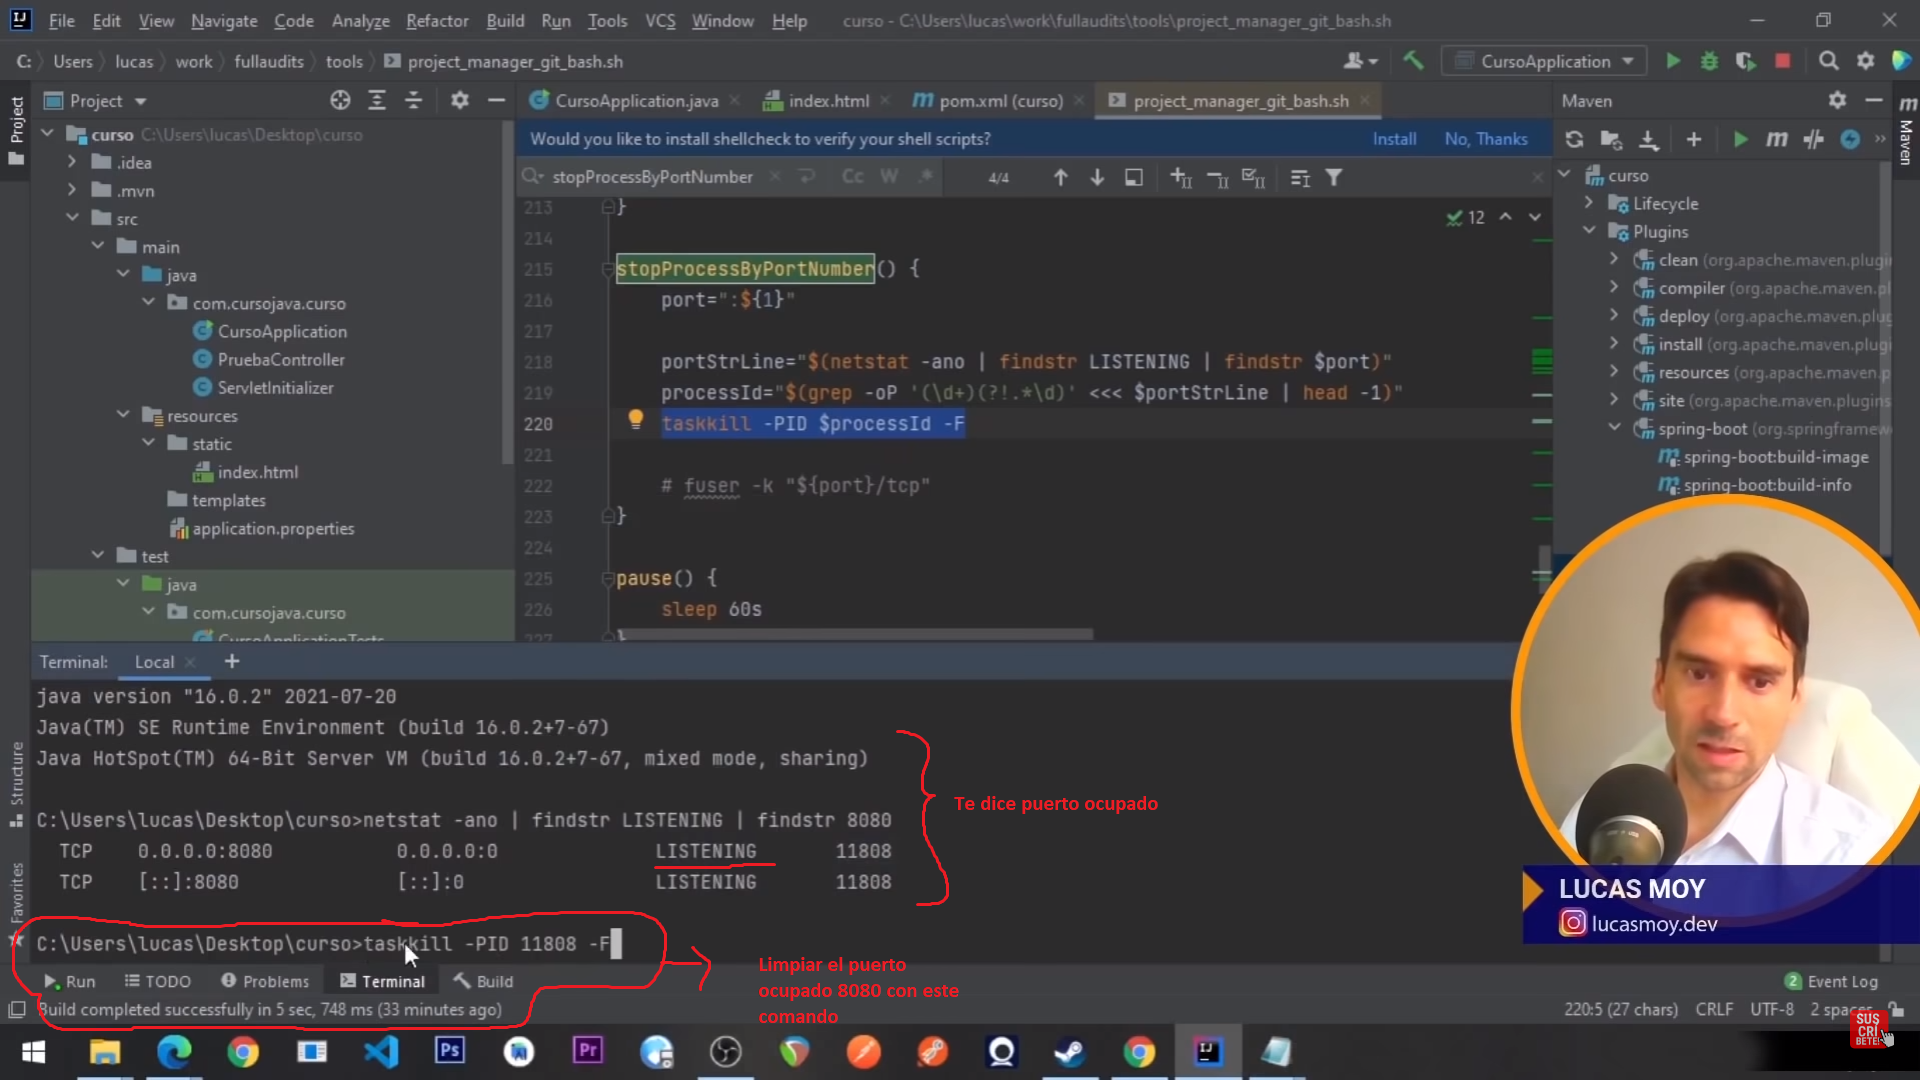 File Edit View Navigate Code Analyze Refactor Build Run Tools VCS Window Help curso - C:\Users\lucas\work\fullaudits\tools\project_manager_git_bash.sh
C: Users lucas work fullaudits tools project_manager_git_bash.sh CursoApplication
Project
CursoApplication.java index.html pom.xml (curso) project_manager_git_bash.sh
Maven
Project
Maven
curso C:\Users\lucas\Desktop\curso
.idea
.mvn
src
main
java
com.cursojava.curso
CursoApplication
PruebaController
ServletInitializer
resources
static
index.html
templates
application.properties
test
java
com.cursojava.curso
CursoApplicationTests
Would you like to install shellcheck to verify your shell scripts? Install No, Thanks
stopProcessByPortNumber Cc W .* 4/4
12
213 }
214
215 stopProcessByPortNumber() {
216 port=":${1}"
217
218 portStrLine="$(netstat -ano | findstr LISTENING | findstr $port)"
219 processId="$(grep -oP '(\d+)(?!.*\d)' <<< $portStrLine | head -1)"
220 taskkill -PID $processId -F
221
222 # fuser -k "${port}/tcp"
223 }
224
225 pause() {
226 sleep 60s
227 }
curso
Lifecycle
Plugins
clean (org.apache.maven.plugi
compiler (org.apache.maven.pl
deploy (org.apache.maven.plug
install (org.apache.maven.plug
resources (org.apache.maven.p
site (org.apache.maven.plugins
spring-boot (org.springframew
spring-boot:build-image
spring-boot:build-info
Terminal: Local +
Structure
Favorites
java version "16.0.2" 2021-07-20
Java(TM) SE Runtime Environment (build 16.0.2+7-67)
Java HotSpot(TM) 64-Bit Server VM (build 16.0.2+7-67, mixed mode, sharing)
C:\Users\lucas\Desktop\curso>netstat -ano | findstr LISTENING | findstr 8080
TCP 0.0.0.0:8080 0.0.0.0:0 LISTENING 11808
TCP [::]:8080 [::]:0 LISTENING 11808
C:\Users\lucas\Desktop\curso>taskkill -PID 11808 -F
Te dice puerto ocupado
Limpiar el puerto
ocupado 8080 con este
comando
LUCAS MOY
lucasmoy.dev
Run TODO Problems Terminal Build 2 Event Log
Build completed successfully in 5 sec, 748 ms (33 minutes ago) 220:5 (27 chars) CRLF UTF-8 2 spaces
SUS
CRÍ
BETE!
Ps
Pr
IJ